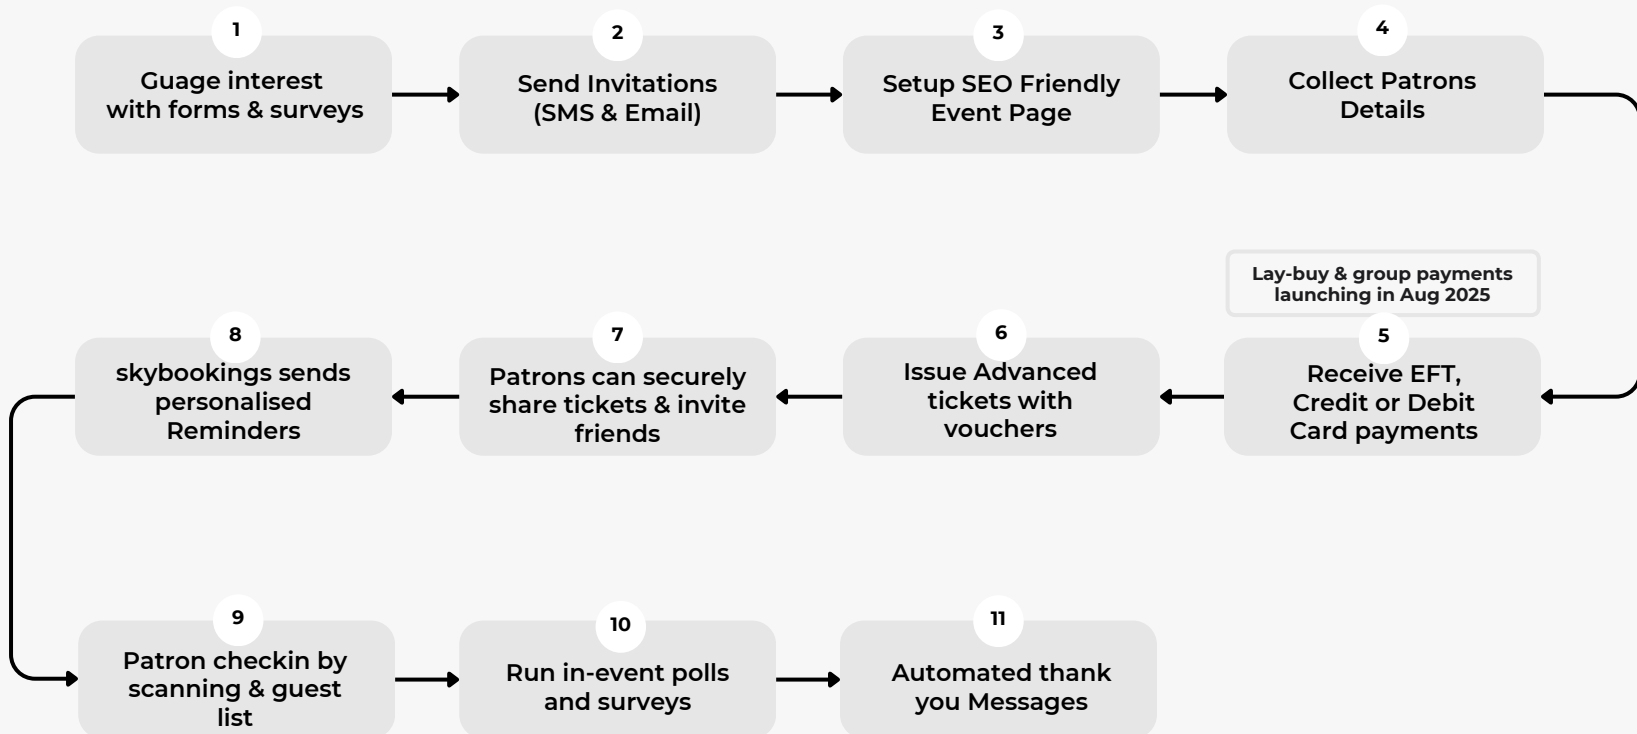 1
Guage interest
with forms & surveys
2
Send Invitations
(SMS & Email)
3
Setup SEO Friendly
Event Page
4
Collect Patrons
Details
Lay-buy & group payments
launching in Aug 2025
5
Receive EFT,
Credit or Debit
Card payments
6
Issue Advanced
tickets with
vouchers
7
Patrons can securely
share tickets & invite
friends
8
skybookings sends
personalised
Reminders
9
Patron checkin by
scanning & guest
list
10
Run in-event polls
and surveys
11
Automated thank
you Messages